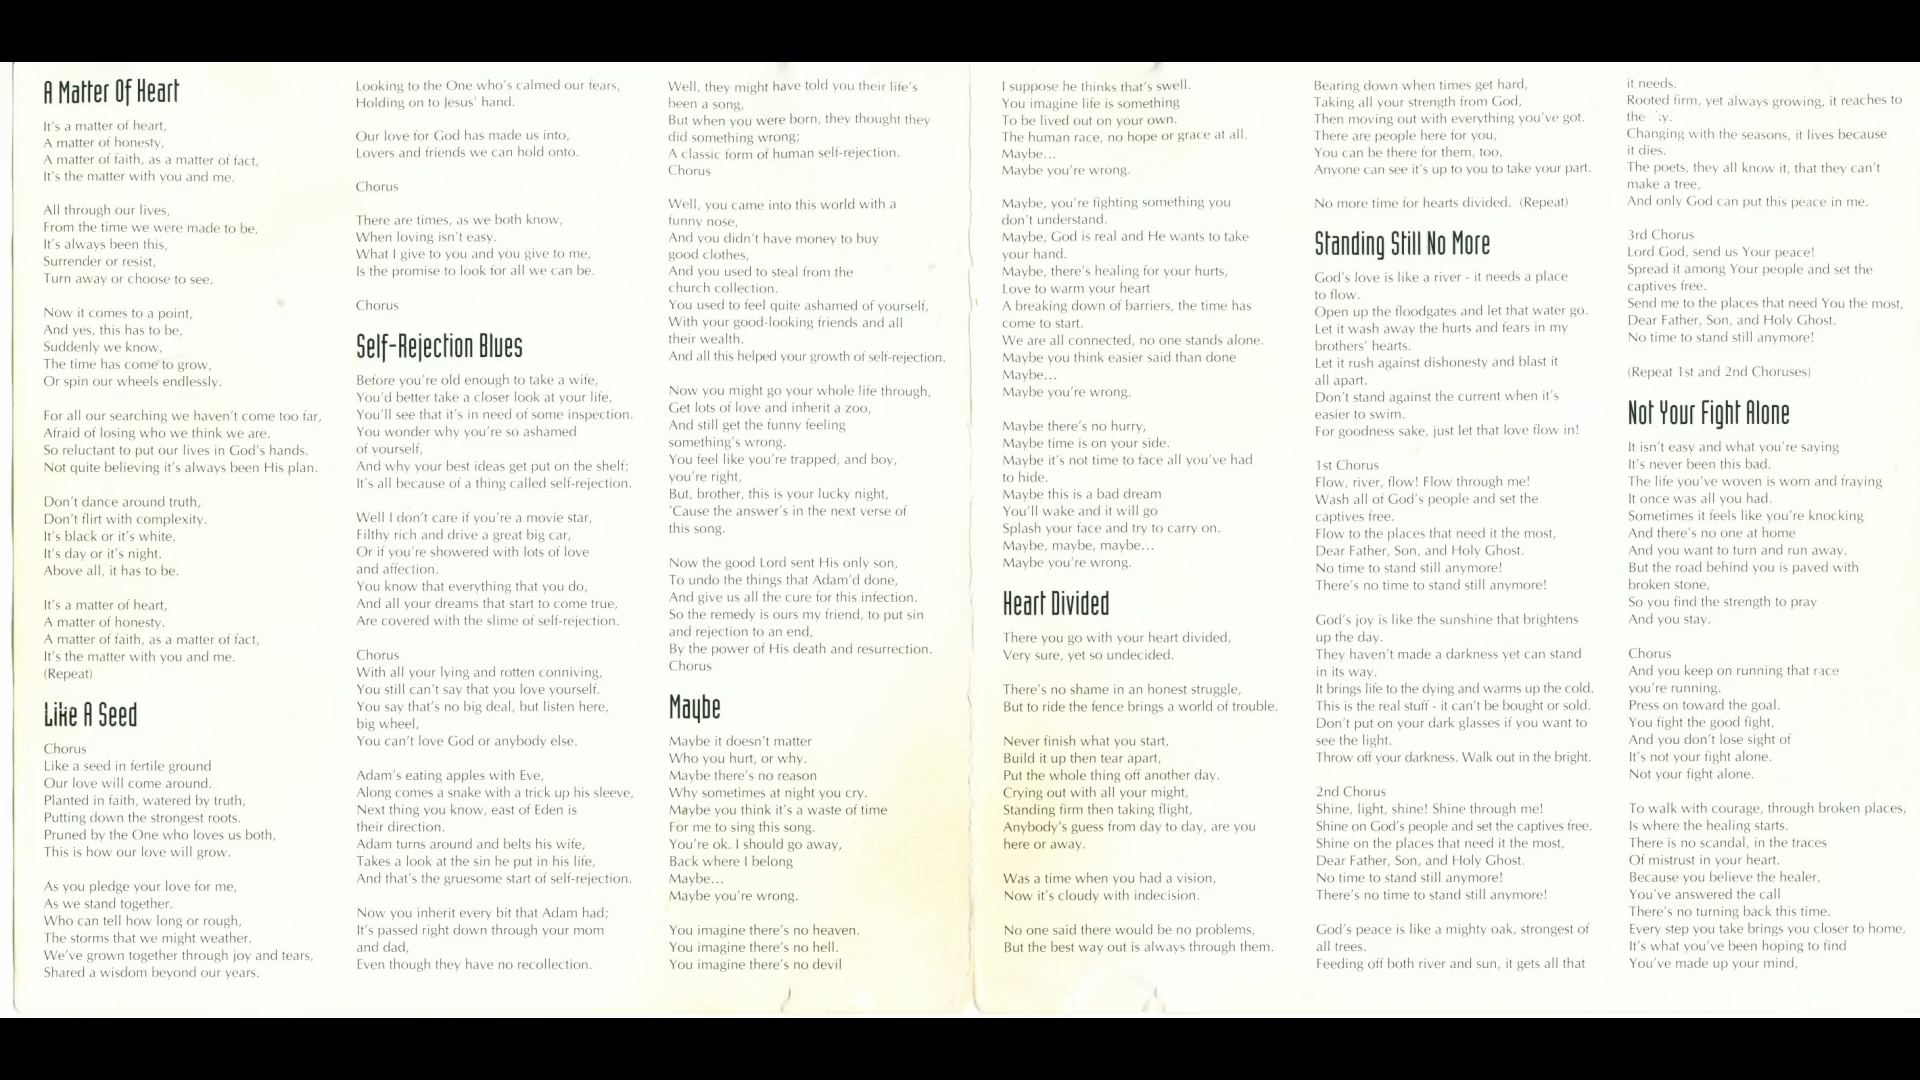 A Matter Of Heart
It's a matter of heart,
A matter of honesty,
A matter of faith, as a matter of fact,
It's the matter with you and me.
All through our lives,
From the time we were made to be,
It's always been this,
Surrender or resist,
Turn away or choose to see.
Now it comes to a point,
And yes, this has to be,
Suddenly we know,
The time has come to grow,
Or spin our wheels endlessly.
For all our searching we haven't come too far,
Afraid of losing who we think we are.
So reluctant to put our lives in God's hands.
Not quite believing it's always been His plan.
Don't dance around truth,
Don't flirt with complexity.
It's black or it's white,
It's day or it's night.
Above all, it has to be.
It's a matter of heart,
A matter of honesty.
A matter of faith, as a matter of fact,
It's the matter with you and me.
(Repeat)
Like A Seed
Chorus
Like a seed in fertile ground
Our love will come around.
Planted in faith, watered by truth,
Putting down the strongest roots.
Pruned by the One who loves us both,
This is how our love will grow.
As you pledge your love for me,
As we stand together.
Who can tell how long or rough,
The storms that we might weather.
We've grown together through joy and tears,
Shared a wisdom beyond our years.
Looking to the One who's calmed our fears,
Holding on to Jesus' hand.
Our love for God has made us into,
Lovers and friends we can hold onto.
Chorus
There are times, as we both know,
When loving isn't easy.
What I give to you and you give to me,
Is the promise to look for all we can be.
Chorus
Self-Rejection Blues
Before you're old enough to take a wife,
You'd better take a closer look at your life,
You'll see that it's in need of some inspection.
You wonder why you're so ashamed
of yourself,
And why your best ideas get put on the shelf;
It's all because of a thing called self-rejection.
Well I don't care if you're a movie star,
Filthy rich and drive a great big car,
Or if you're showered with lots of love
and affection.
You know that everything that you do,
And all your dreams that start to come true,
Are covered with the slime of self-rejection.
Chorus
With all your lying and rotten conniving,
You still can't say that you love yourself.
You say that's no big deal, but listen here,
big wheel,
You can't love God or anybody else.
Adam's eating apples with Eve,
Along comes a snake with a trick up his sleeve,
Next thing you know, east of Eden is
their direction.
Adam turns around and belts his wife,
Takes a look at the sin he put in his life,
And that's the gruesome start of self-rejection.
Now you inherit every bit that Adam had;
It's passed right down through your mom
and dad,
Even though they have no recollection.
Well, they might have told you their life's
been a song,
But when you were born, they thought they
did something wrong;
A classic form of human self-rejection.
Chorus
Well, you came into this world with a
funny nose,
And you didn't have money to buy
good clothes,
And you used to steal from the
church collection.
You used to feel quite ashamed of yourself,
With your good-looking friends and all
their wealth.
And all this helped your growth of self-rejection.
Now you might go your whole life through,
Get lots of love and inherit a zoo,
And still get the funny feeling
something's wrong.
You feel like you're trapped, and boy,
you're right,
But, brother, this is your lucky night,
'Cause the answer's in the next verse of
this song.
Now the good Lord sent His only son,
To undo the things that Adam'd done,
And give us all the cure for this infection.
So the remedy is ours my friend, to put sin
and rejection to an end,
By the power of His death and resurrection.
Chorus
Maybe
Maybe it doesn't matter
Who you hurt, or why.
Maybe there's no reason
Why sometimes at night you cry.
Maybe you think it's a waste of time
For me to sing this song.
You're ok. I should go away,
Back where I belong
Maybe...
Maybe you're wrong.
You imagine there's no heaven.
You imagine there's no hell.
You imagine there's no devil
I suppose he thinks that's swell.
You imagine life is something
To be lived out on your own.
The human race, no hope or grace at all.
Maybe...
Maybe you're wrong.
Maybe, you're fighting something you
don't understand.
Maybe, God is real and He wants to take
your hand.
Maybe, there's healing for your hurts,
Love to warm your heart
A breaking down of barriers, the time has
come to start.
We are all connected, no one stands alone.
Maybe you think easier said than done
Maybe...
Maybe you're wrong.
Maybe there's no hurry,
Maybe time is on your side.
Maybe it's not time to face all you've had
to hide.
Maybe this is a bad dream
You'll wake and it will go
Splash your face and try to carry on.
Maybe, maybe, maybe...
Maybe you're wrong.
Heart Divided
There you go with your heart divided,
Very sure, yet so undecided.
There's no shame in an honest struggle,
But to ride the fence brings a world of trouble.
Never finish what you start,
Build it up then tear apart,
Put the whole thing off another day.
Crying out with all your might,
Standing firm then taking flight,
Anybody's guess from day to day, are you
here or away.
Was a time when you had a vision,
Now it's cloudy with indecision.
No one said there would be no problems,
But the best way out is always through them.
Bearing down when times get hard,
Taking all your strength from God,
Then moving out with everything you've got.
There are people here for you,
You can be there for them, too,
Anyone can see it's up to you to take your part.
No more time for hearts divided. (Repeat)
Standing Still No More
God's love is like a river - it needs a place
to flow.
Open up the floodgates and let that water go.
Let it wash away the hurts and fears in my
brothers' hearts.
Let it rush against dishonesty and blast it
all apart.
Don't stand against the current when it's
easier to swim.
For goodness sake, just let that love flow in!
1st Chorus
Flow, river, flow! Flow through me!
Wash all of God's people and set the
captives free.
Flow to the places that need it the most,
Dear Father, Son, and Holy Ghost.
No time to stand still anymore!
There's no time to stand still anymore!
God's joy is like the sunshine that brightens
up the day.
They haven't made a darkness yet can stand
in its way.
It brings life to the dying and warms up the cold.
This is the real stuff - it can't be bought or sold.
Don't put on your dark glasses if you want to
see the light.
Throw off your darkness. Walk out in the bright.
2nd Chorus
Shine, light, shine! Shine through me!
Shine on God's people and set the captives free.
Shine on the places that need it the most,
Dear Father, Son, and Holy Ghost.
No time to stand still anymore!
There's no time to stand still anymore!
God's peace is like a mighty oak, strongest of
all trees.
Feeding off both river and sun, it gets all that
it needs.
Rooted firm, yet always growing, it reaches to
the
Changing with the seasons, it lives because
it dies.
The poets, they all know it, that they can't
make a tree,
And only God can put this peace in me.
3rd Chorus
Lord God, send us Your peace!
Spread it among Your people and set the
captives free.
Send me to the places that need You the most,
Dear Father, Son, and Holy Ghost.
No time to stand still anymore!
(Repeat 1st and 2nd Choruses)
Not Your Fight Alone
It isn't easy and what you're saying
It's never been this bad.
The life you've woven is worn and fraying
It once was all you had.
Sometimes it feels like you're knocking
And there's no one at home
And you want to turn and run away.
But the road behind you is paved with
broken stone,
So you find the strength to pray
And you stay.
Chorus
And you keep on running that race
you're running.
Press on toward the goal.
You fight the good fight,
And you don't lose sight of
It's not your fight alone.
Not your fight alone.
To walk with courage, through broken places,
Is where the healing starts.
There is no scandal, in the traces
Of mistrust in your heart.
Because you believe the healer,
You've answered the call
There's no turning back this time.
Every step you take brings you closer to home,
It's what you've been hoping to find
You've made up your mind,